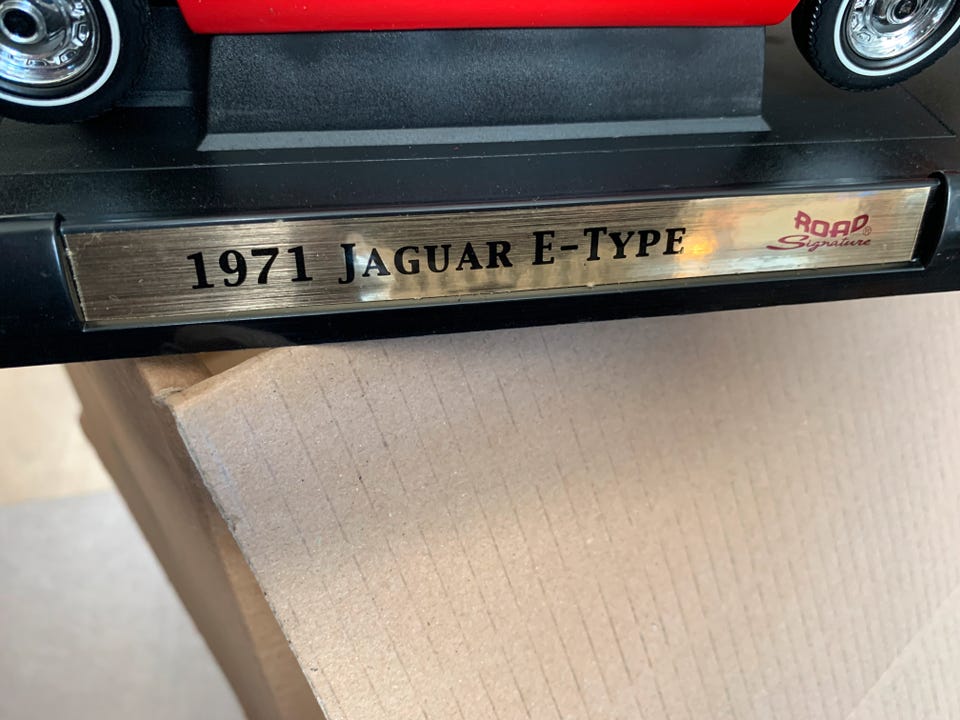 1971 JAGUAR E-TYPE
ROAD®
Signature